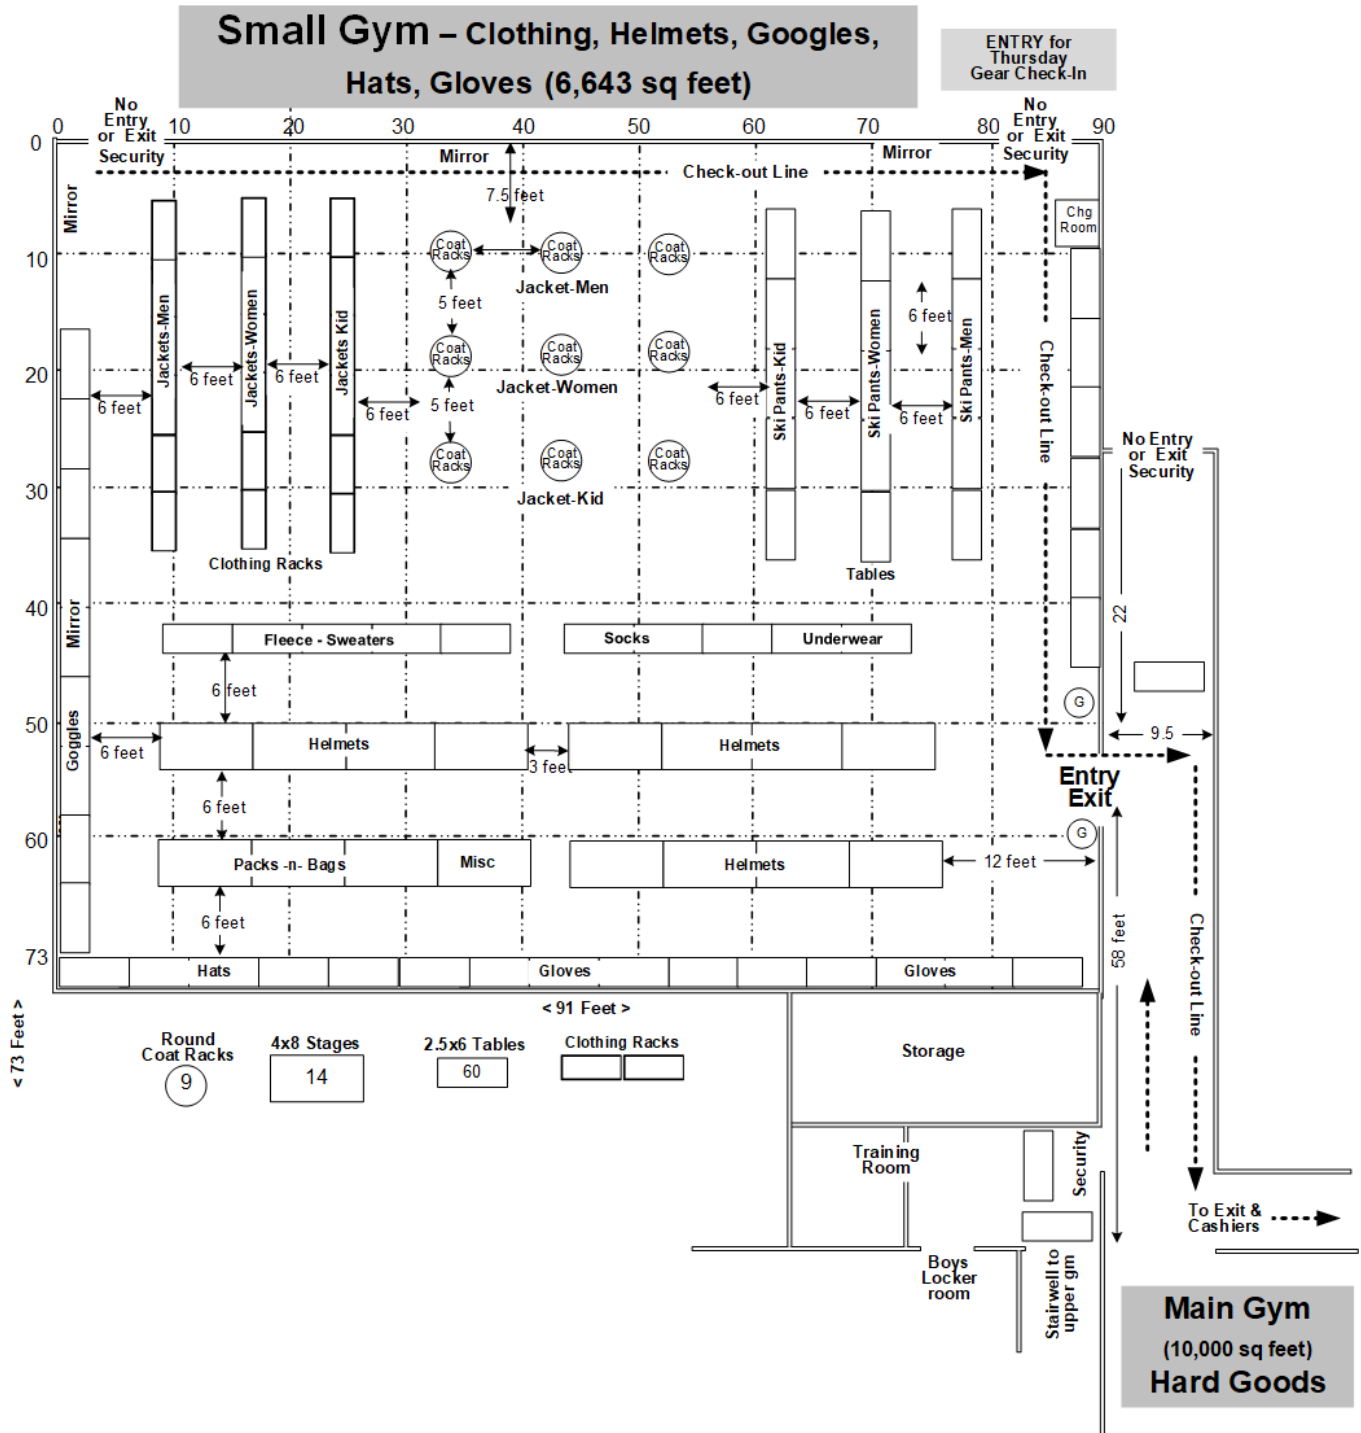 Small Gym – Clothing, Helmets, Googles,
Hats, Gloves (6,643 sq feet)
ENTRY for
Thursday
Gear Check-In
No
Entry
or Exit
Security
No
Entry
or Exit
Security
0
10
20
30
40
50
60
70
80
90
0
10
20
30
40
50
60
73
Mirror
Mirror
Mirror
Mirror
Check-out Line
7.5 feet
Chg
Room
Coat
Racks
Coat
Racks
Coat
Racks
Jacket-Men
5 feet
Coat
Racks
Coat
Racks
Coat
Racks
Jacket-Women
5 feet
Coat
Racks
Coat
Racks
Coat
Racks
Jacket-Kid
Jackets-Men
Jackets-Women
Jackets Kid
6 feet
6 feet
6 feet
6 feet
Clothing Racks
Ski Pants-Kid
Ski Pants-Women
Ski Pants-Men
6 feet
6 feet
6 feet
6 feet
Tables
Check-out Line
No Entry
or Exit
Security
22
9.5
Fleece - Sweaters
Socks
Underwear
6 feet
G
Goggles
6 feet
Helmets
3 feet
Helmets
Entry
Exit
6 feet
G
Packs -n- Bags
Misc
Helmets
12 feet
6 feet
58 feet
Check-out Line
Hats
Gloves
Gloves
< 91 Feet >
< 73 Feet >
Round
Coat Racks
9
4x8 Stages
14
2.5x6 Tables
60
Clothing Racks
Storage
Training
Room
Security
To Exit &
Cashiers
Boys
Locker
room
Stairwell to
upper gm
Main Gym
(10,000 sq feet)
Hard Goods